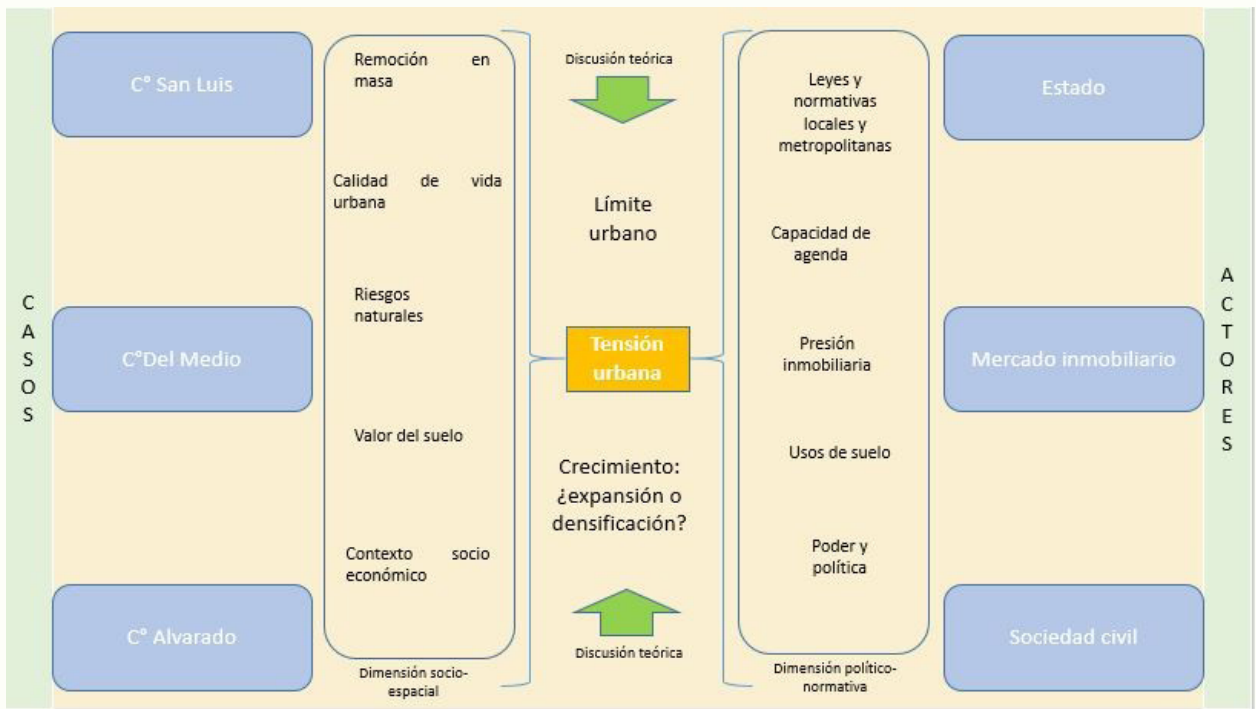 CASOS
C° San Luis
C°Del Medio
C° Alvarado
Remoción en
masa
Calidad de vida
urbana
Riesgos
naturales
Valor del suelo
Contexto socio
económico
Dimensión socio-
espacial
Discusión teórica
Límite
urbano
Tensión
urbana
Crecimiento:
¿expansión o
densificación?
Discusión teórica
Leyes y
normativas
locales y
metropolitanas
Capacidad de
agenda
Presión
inmobiliaria
Usos de suelo
Poder y
política
Dimensión político-
normativa
Estado
Mercado inmobiliario
Sociedad civil
ACTORES